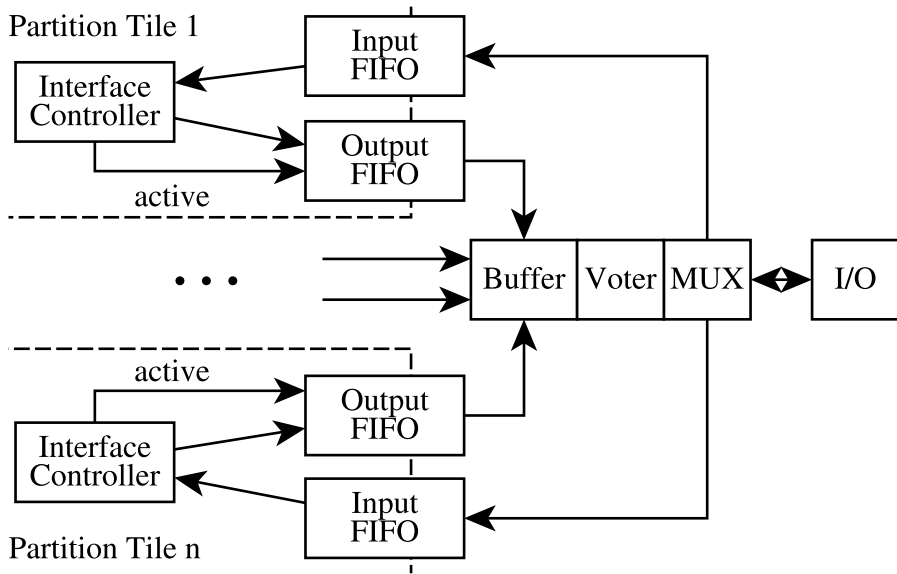 Partition Tile 1
Input
FIFO
Interface
Controller
Output
FIFO
active
. . .
Buffer
Voter
MUX
I/O
active
Output
FIFO
Interface
Controller
Input
FIFO
Partition Tile n